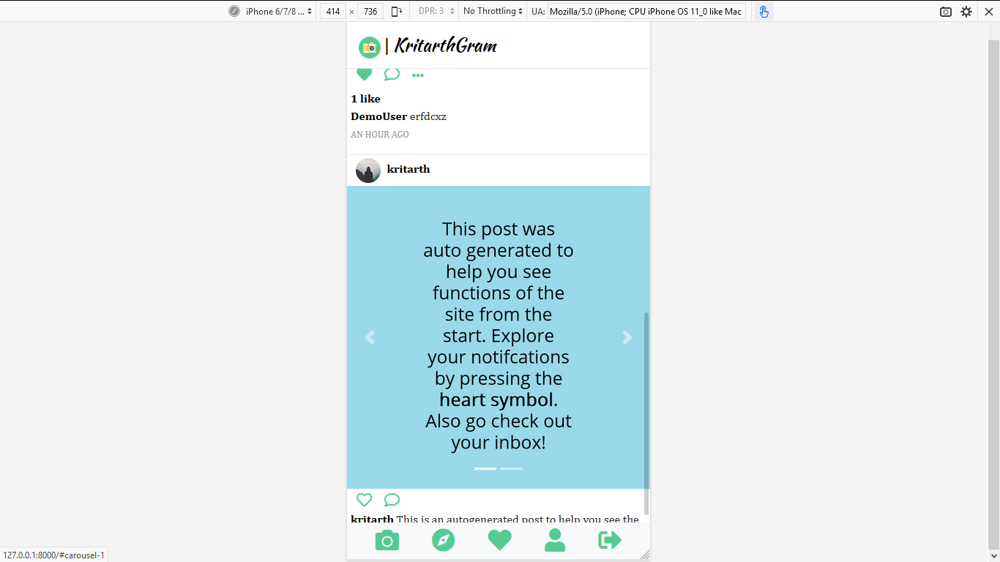 iPhone 6/7/8 ... 414 × 736 DPR: 3 No Throttling UA: Mozilla/5.0 (iPhone; CPU iPhone OS 11_0 like Mac
| KritarthGram
1 like
DemoUser erfdcxz
AN HOUR AGO
kritarth
This post was
auto generated to
help you see
functions of the
site from the
start. Explore
your notifcations
by pressing the
heart symbol.
Also go check out
your inbox!
kritarth This is an autogenerated post to help you see the
127.0.0.1:8000/#carousel-1